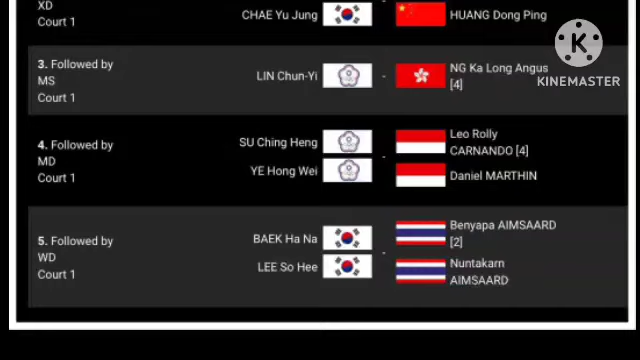 XD
Court 1
CHAE Yu Jung
HUANG Dong Ping
K
KINEMASTER
3. Followed by
MS
Court 1
LIN Chun-Yi
-
NG Ka Long Angus
[4]
4. Followed by
MD
Court 1
SU Ching Heng
YE Hong Wei
-
Leo Rolly
CARNANDO [4]
Daniel MARTHIN
5. Followed by
WD
Court 1
BAEK Ha Na
LEE So Hee
-
Benyapa AIMSAARD
[2]
Nuntakarn
AIMSAARD